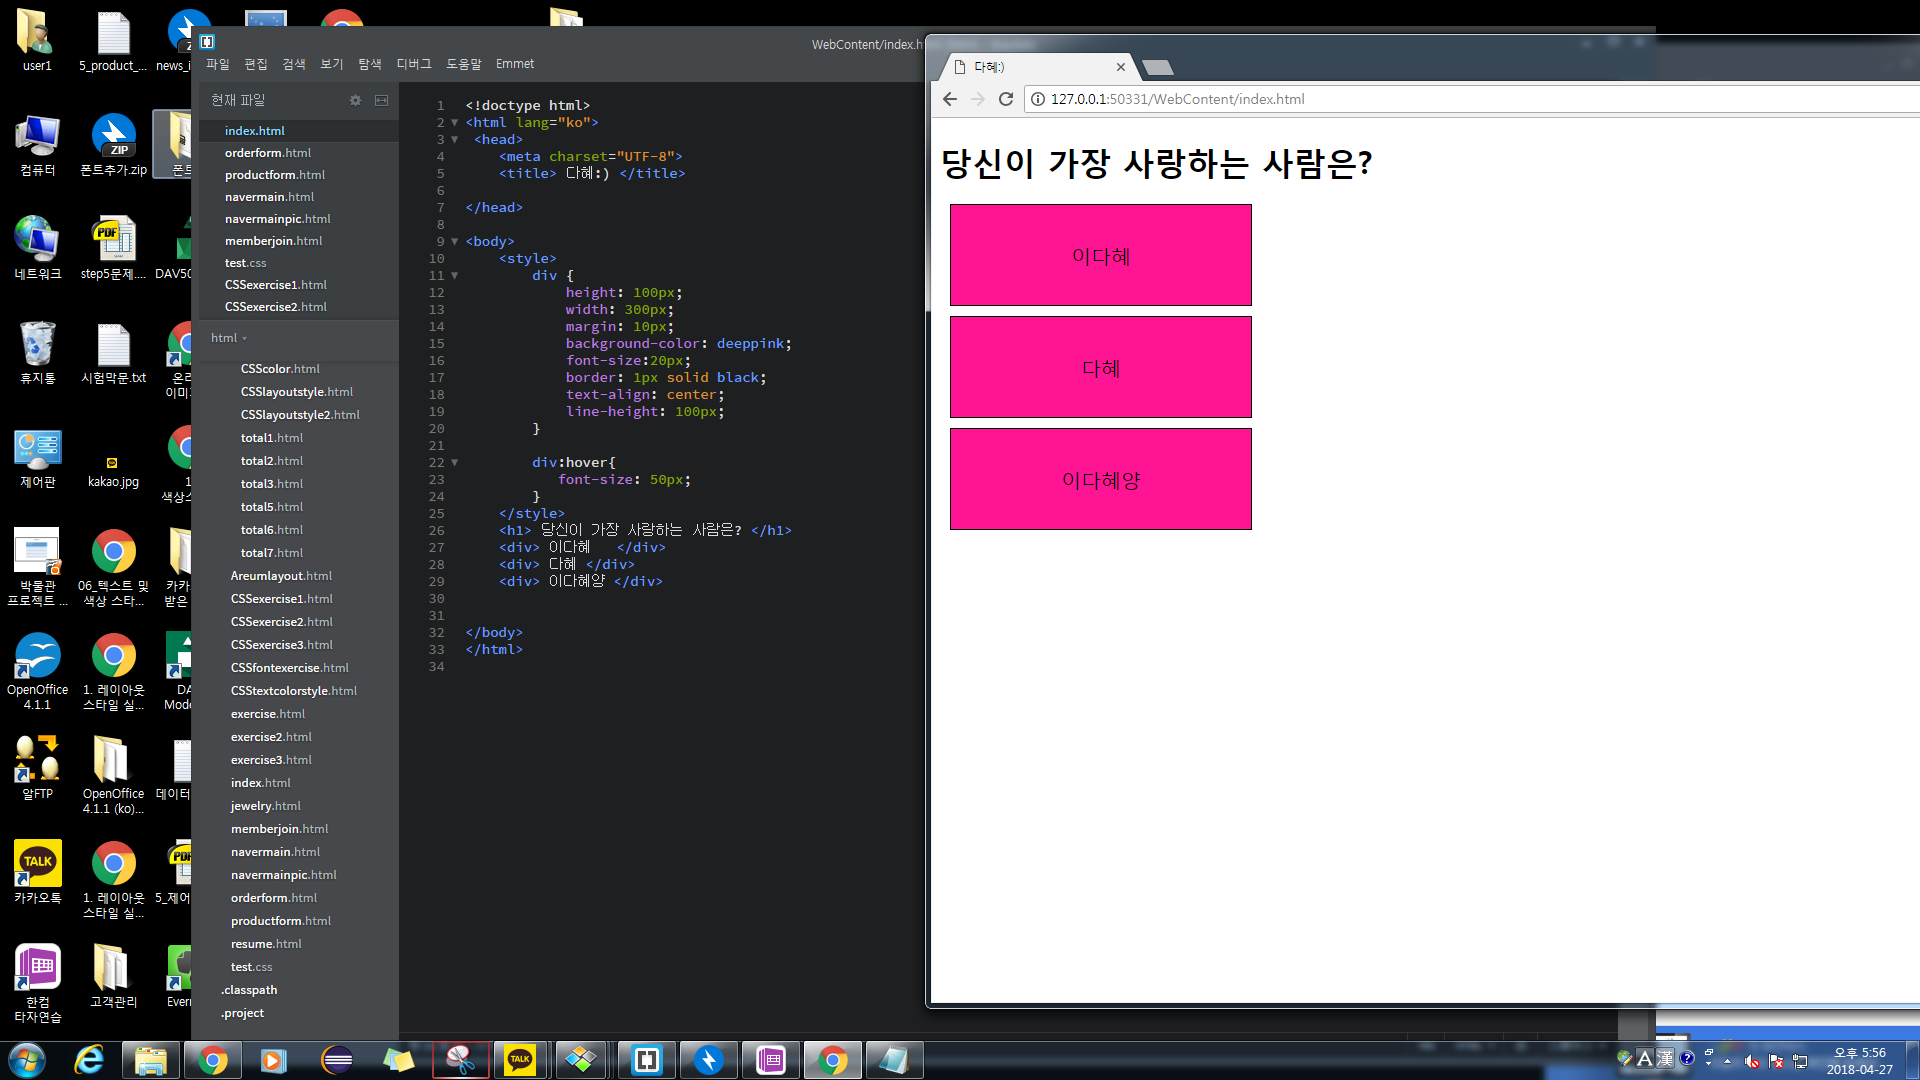 user1
5_product_...
news_i
컴퓨터
폰트추가.zip
폰트
네트워크
step5문제....
DAV50
휴지통
시험막문.txt
온라
이미지
제어판
kakao.jpg
1
색상스
박물관
프로젝트 ...
06_텍스트 및
색상 스타...
카카
받은
OpenOffice
4.1.1
1. 레이아웃
스타일 실...
DA
Mode
알FTP
OpenOffice
4.1.1 (ko)...
데이터
카카오톡
1. 레이아웃
스타일 실...
5_제어
한컴
타자연습
고객관리
Evern
WebContent/index.h
파일 편집 검색 보기 탐색 디버그 도움말 Emmet
현재 파일
index.html
orderform.html
productform.html
navermain.html
navermainpic.html
memberjoin.html
test.css
CSSexercise1.html
CSSexercise2.html
html
CSScolor.html
CSSlayoutstyle.html
CSSlayoutstyle2.html
total1.html
total2.html
total3.html
total5.html
total6.html
total7.html
Areumlayout.html
CSSexercise1.html
CSSexercise2.html
CSSexercise3.html
CSSfontexercise.html
CSStextcolorstyle.html
exercise.html
exercise2.html
exercise3.html
index.html
jewelry.html
memberjoin.html
navermain.html
navermainpic.html
orderform.html
productform.html
resume.html
test.css
.classpath
.project
1 <!doctype html>
2 <html lang="ko">
3 <head>
4 <meta charset="UTF-8">
5 <title> 다혜:) </title>
6
7 </head>
8
9 <body>
10 <style>
11 div {
12 height: 100px;
13 width: 300px;
14 margin: 10px;
15 background-color: deeppink;
16 font-size:20px;
17 border: 1px solid black;
18 text-align: center;
19 line-height: 100px;
20 }
21
22 div:hover{
23 font-size: 50px;
24 }
25 </style>
26 <h1> 당신이 가장 사랑하는 사람은? </h1>
27 <div> 이다혜 </div>
28 <div> 다혜 </div>
29 <div> 이다혜양 </div>
30
31
32 </body>
33 </html>
34
다혜:)
127.0.0.1:50331/WebContent/index.html
당신이 가장 사랑하는 사람은?
이다혜
다혜
이다혜양
A 漢
오후 5:56
2018-04-27